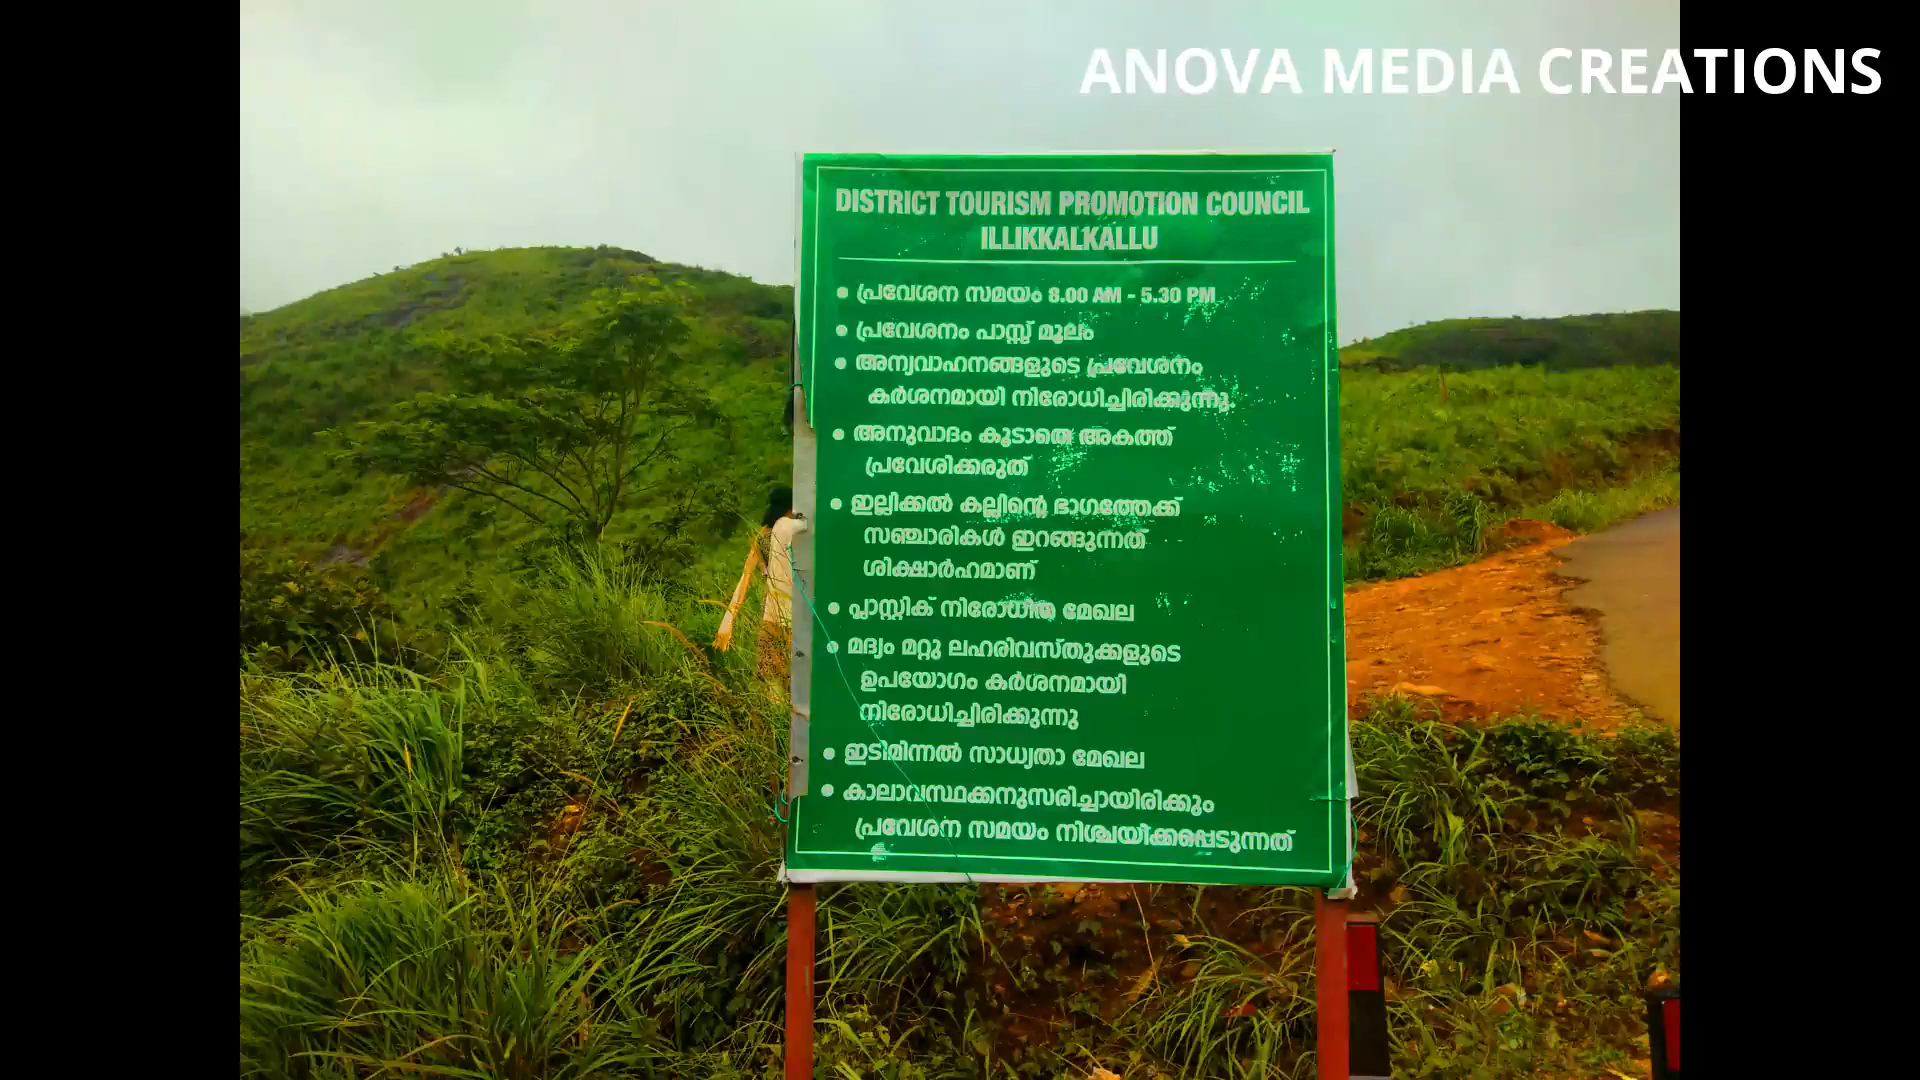 ANOVA MEDIA CREATIONS
DISTRICT TOURISM PROMOTION COUNCIL
ILLIKKALKALLU
• പ്രവേശന സമയം 8.00 AM - 5.30 PM
• പ്രവേശനം പാസ്സ് മൂലം
• അന്യവാഹനങ്ങളുടെ പ്രവേശനം
കർശനമായി നിരോധിച്ചിരിക്കുന്നു.
• അനുവാദം കൂടാതെ അകത്ത്
പ്രവേശിക്കരുത്
• ഇല്ലിക്കൽ കല്ലിന്റെ ഭാഗത്തേക്ക്
സഞ്ചാരികൾ ഇറങ്ങുന്നത്
ശിക്ഷാർഹമാണ്
• പ്ലാസ്റ്റിക് നിരോധിത മേഖല
• മദ്യം മറ്റു ലഹരിവസ്തുക്കളുടെ
ഉപയോഗം കർശനമായി
നിരോധിച്ചിരിക്കുന്നു
• ഇടിമിന്നൽ സാധ്യതാ മേഖല
• കാലാവസ്ഥക്കനുസരിച്ചായിരിക്കും
പ്രവേശന സമയം നിശ്ചയിക്കപ്പെടുന്നത്